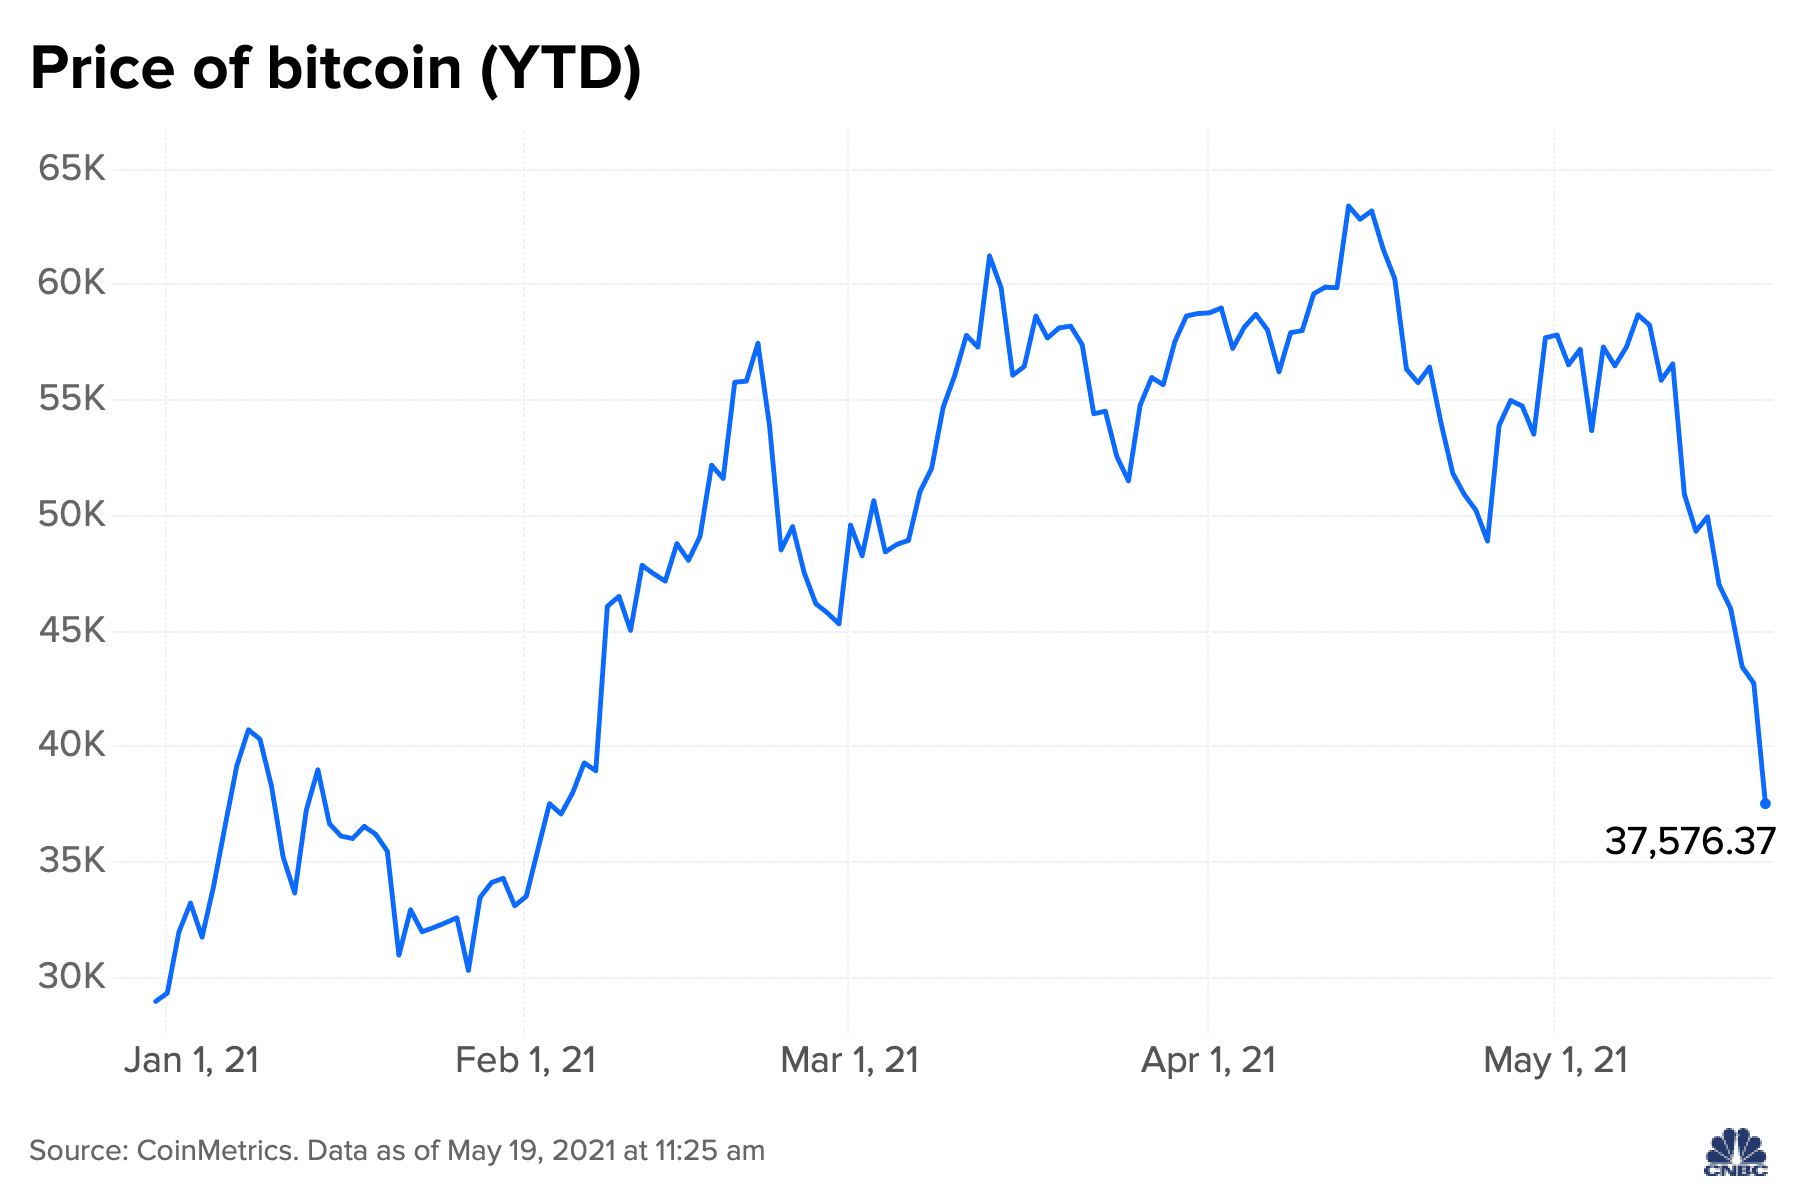 Price of bitcoin (YTD)
65K
60K
55K
50K
45K
40K
35K
30K
37,576.37
Jan 1, 21
Feb 1, 21
Mar 1, 21
Apr 1, 21
May 1, 21
Source: CoinMetrics. Data as of May 19, 2021 at 11:25 am
CNBC